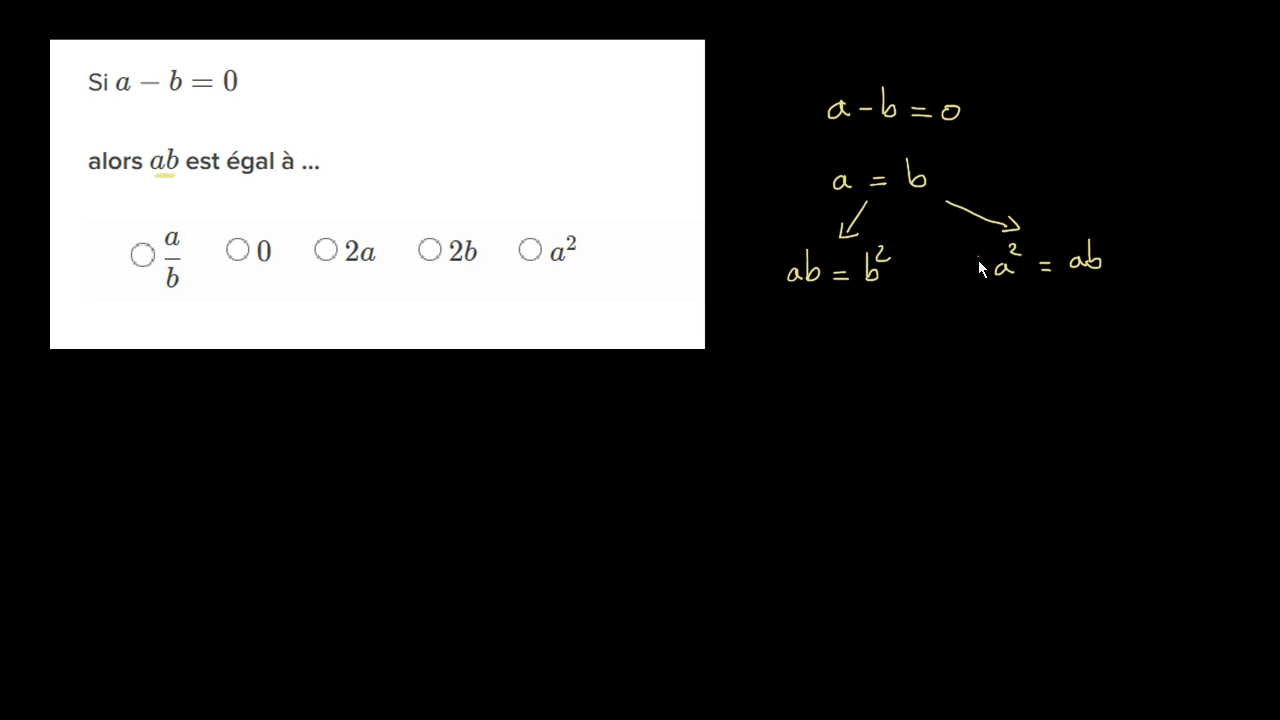 Si a − b = 0
alors ab est égal à ...
a/b 0 2a 2b a²
a - b = 0
a = b
ab = b² a² = ab